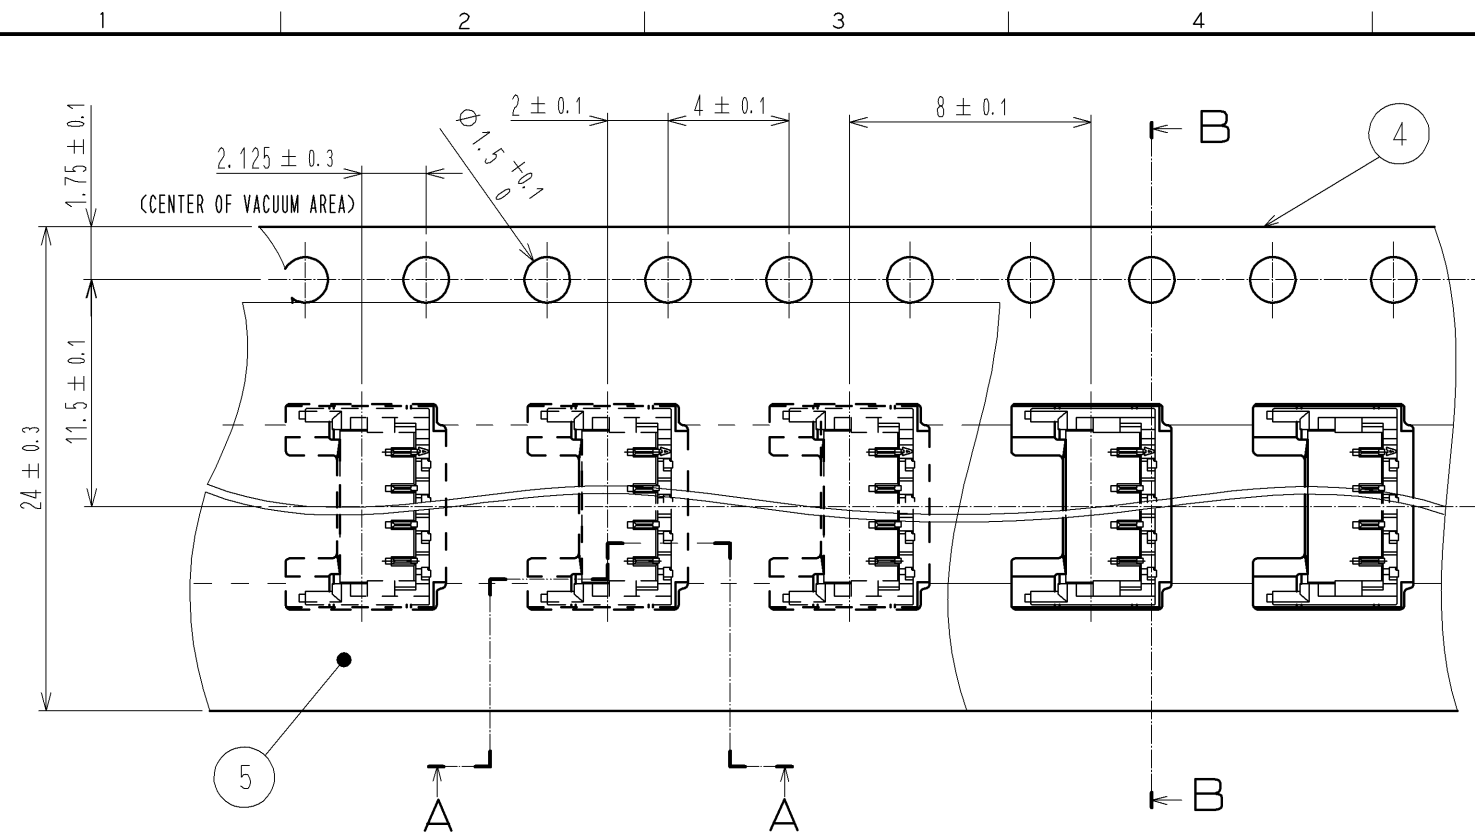 1 2 3 4
2 ± 0.1
4 ± 0.1
8 ± 0.1
B
4
1.75 ± 0.1
Ø 1.5 +0.1
0
2.125 ± 0.3
(CENTER OF VACUUM AREA)
11.5 ± 0.1
24 ± 0.3
5
A
A
B